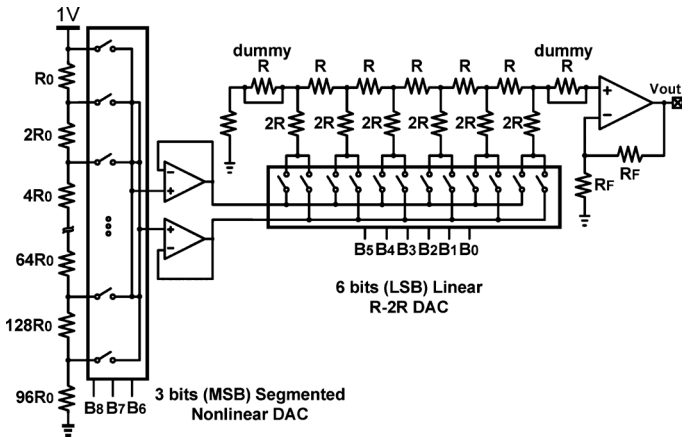 1V
R0
2R0
4R0
64R0
128R0
96R0
B8 B7 B6
3 bits (MSB) Segmented
Nonlinear DAC
dummy
R R R R R R R
dummy
2R 2R 2R 2R 2R 2R
B5 B4 B3 B2 B1 B0
6 bits (LSB) Linear
R-2R DAC
Vout
RF
RF